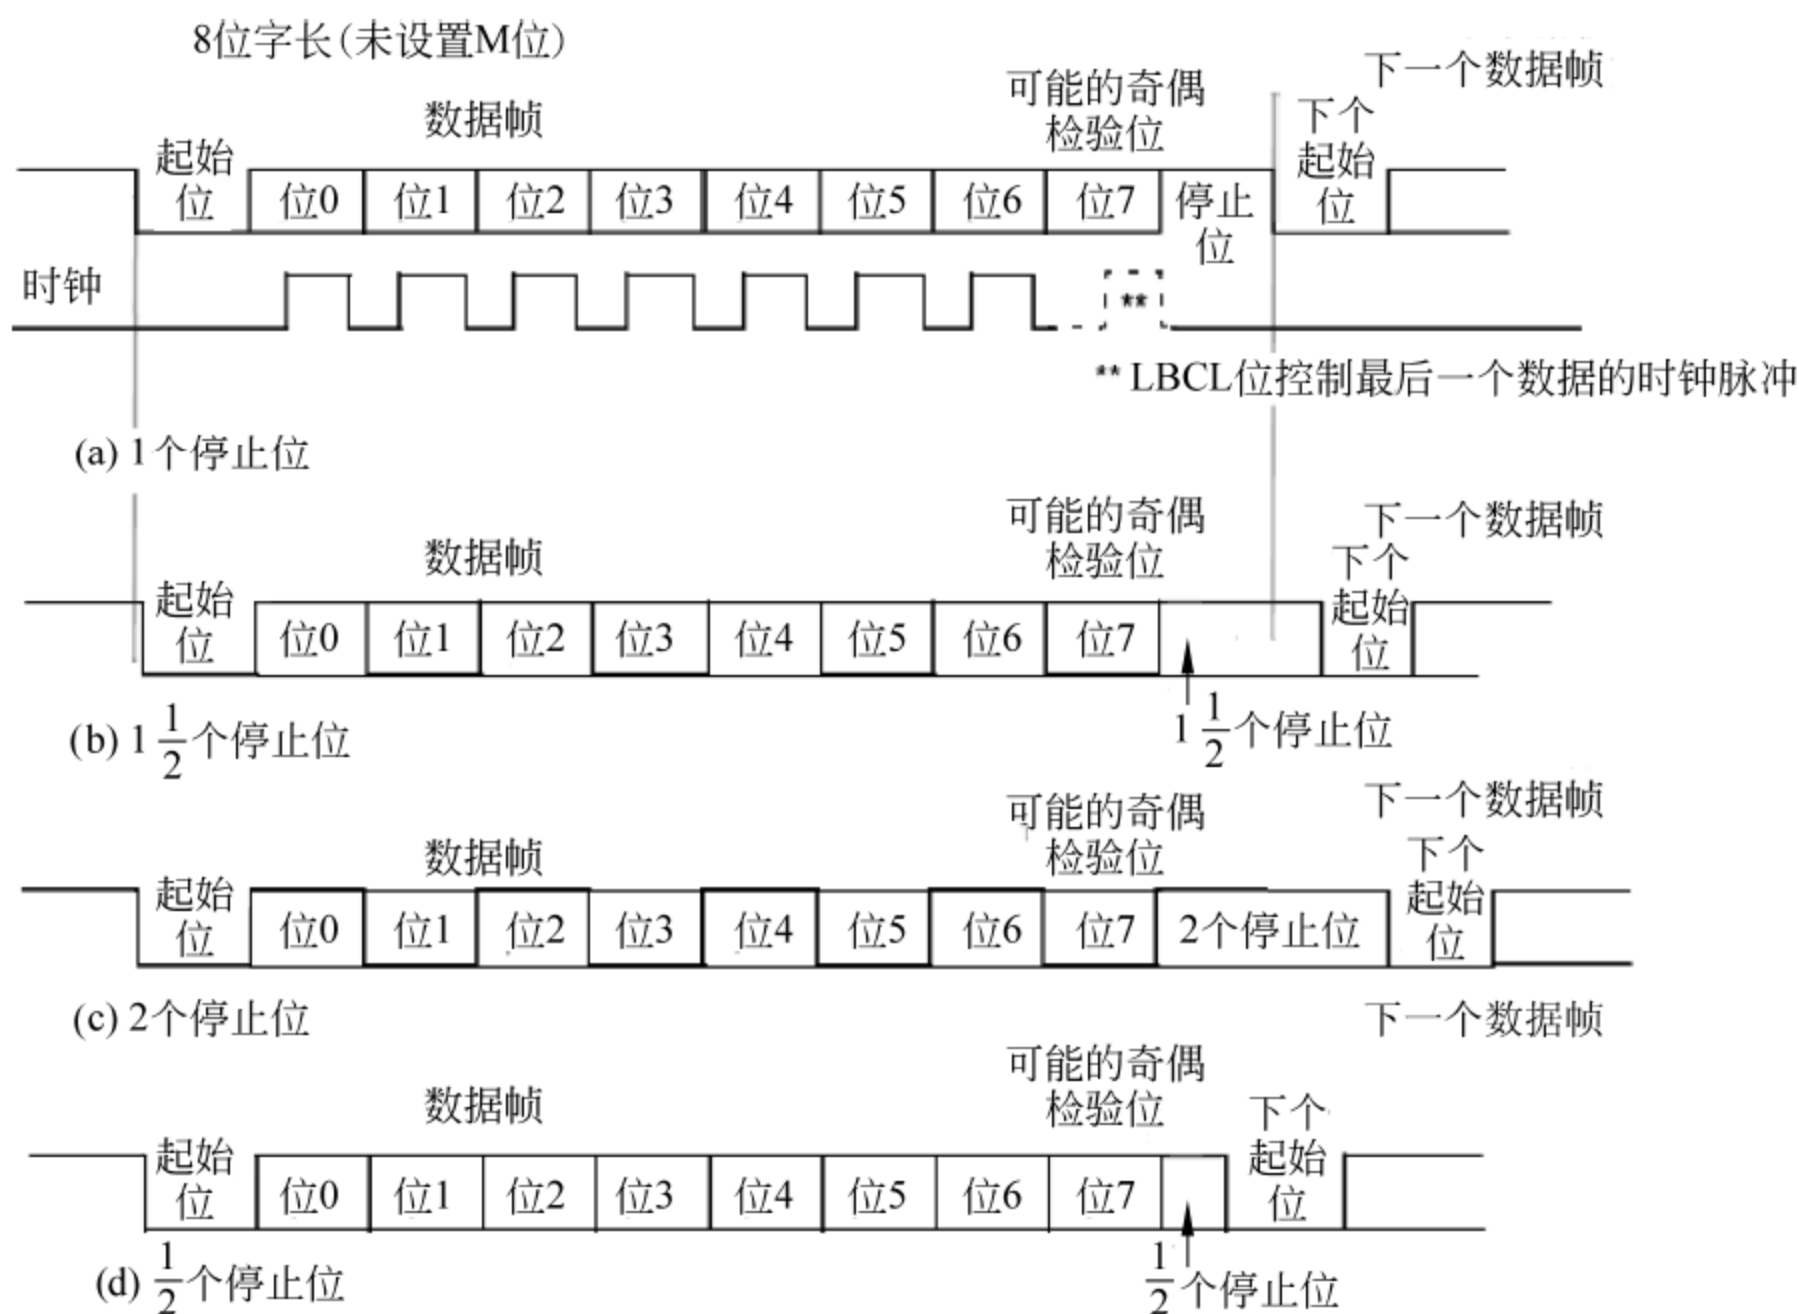 8位字长(未设置M位)
下一个数据帧
可能的奇偶
检验位
数据帧
下个
起始
位
起始
位
位0 位1 位2 位3 位4 位5 位6 位7 停止
位
时钟
**
**LBCL位控制最后一个数据的时钟脉冲
(a) 1个停止位
可能的奇偶
检验位
下一个数据帧
数据帧
下个
起始
位
起始
位
位0 位1 位2 位3 位4 位5 位6 位7
(b) 1 1/2个停止位
1 1/2个停止位
可能的奇偶
检验位
下一个数据帧
数据帧
下个
起始
位
起始
位
位0 位1 位2 位3 位4 位5 位6 位7 2个停止位
(c) 2个停止位
下一个数据帧
可能的奇偶
检验位
数据帧
下个
起始
位
起始
位
位0 位1 位2 位3 位4 位5 位6 位7
(d) 1/2个停止位
1/2个停止位